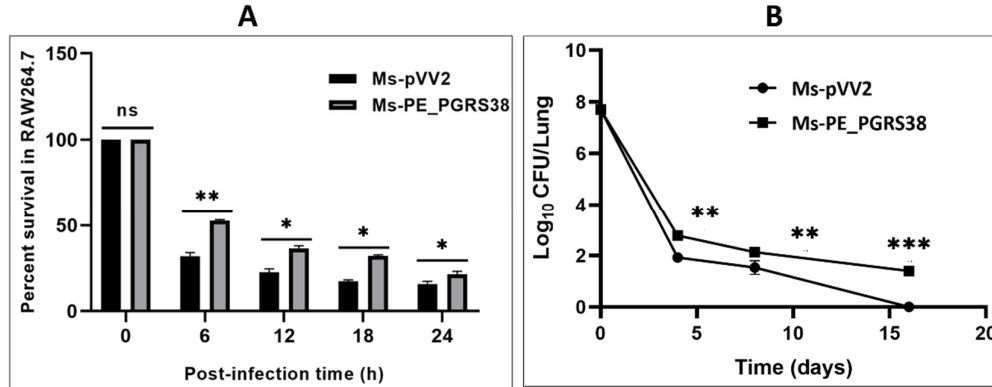 A
Percent survival in RAW264.7
150
100
50
0
Ms-pVV2
Ms-PE_PGRS38
ns
**
*
*
*
0 6 12 18 24
Post-infection time (h)
B
Log10 CFU/Lung
10
8
6
4
2
0
Ms-pVV2
Ms-PE_PGRS38
**
**
***
0 5 10 15 20
Time (days)